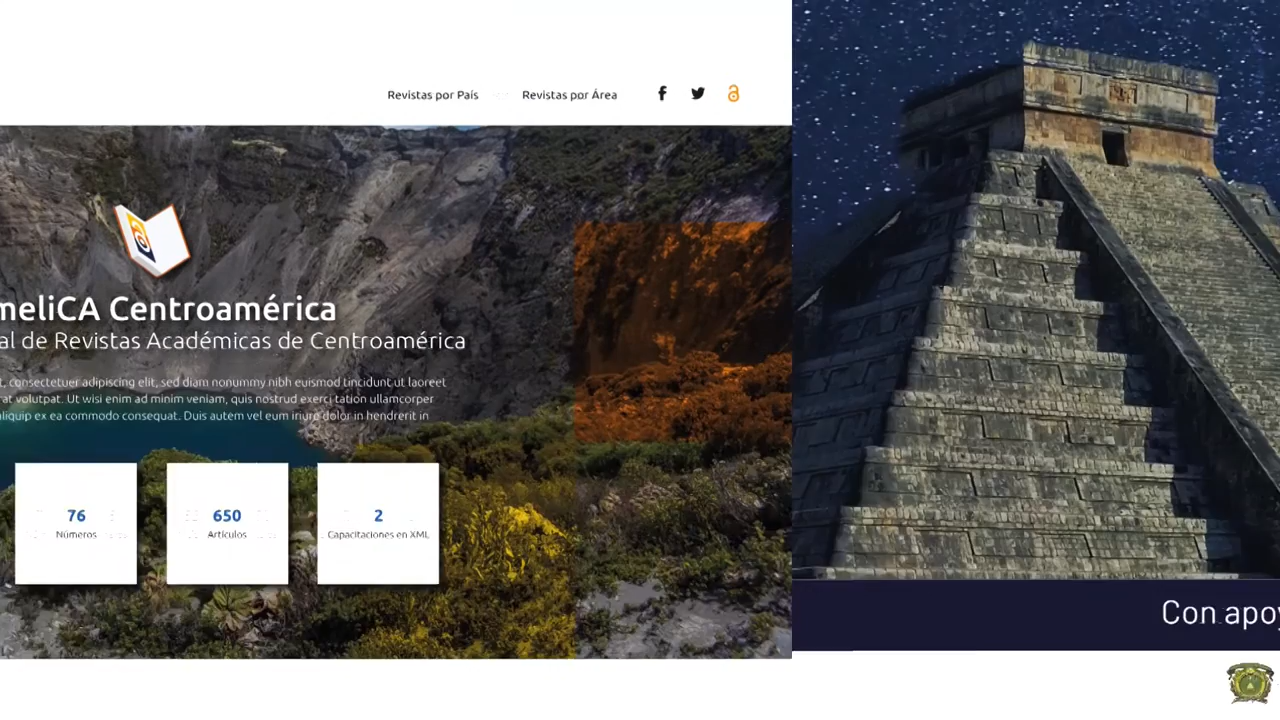 Revistas por País
Revistas por Área
meliCA Centroamérica
al de Revistas Académicas de Centroamérica
t, consectetuer adipiscing elit, sed diam nonummy nibh euismod tincidunt ut laoreet
rat volutpat. Ut wisi enim ad minim veniam, quis nostrud exerci tation ullamcorper
liquip ex ea commodo consequat. Duis autem vel eum iriure dolor in hendrerit in
76
Números
650
Artículos
2
Capacitaciones en XML
Con apoy